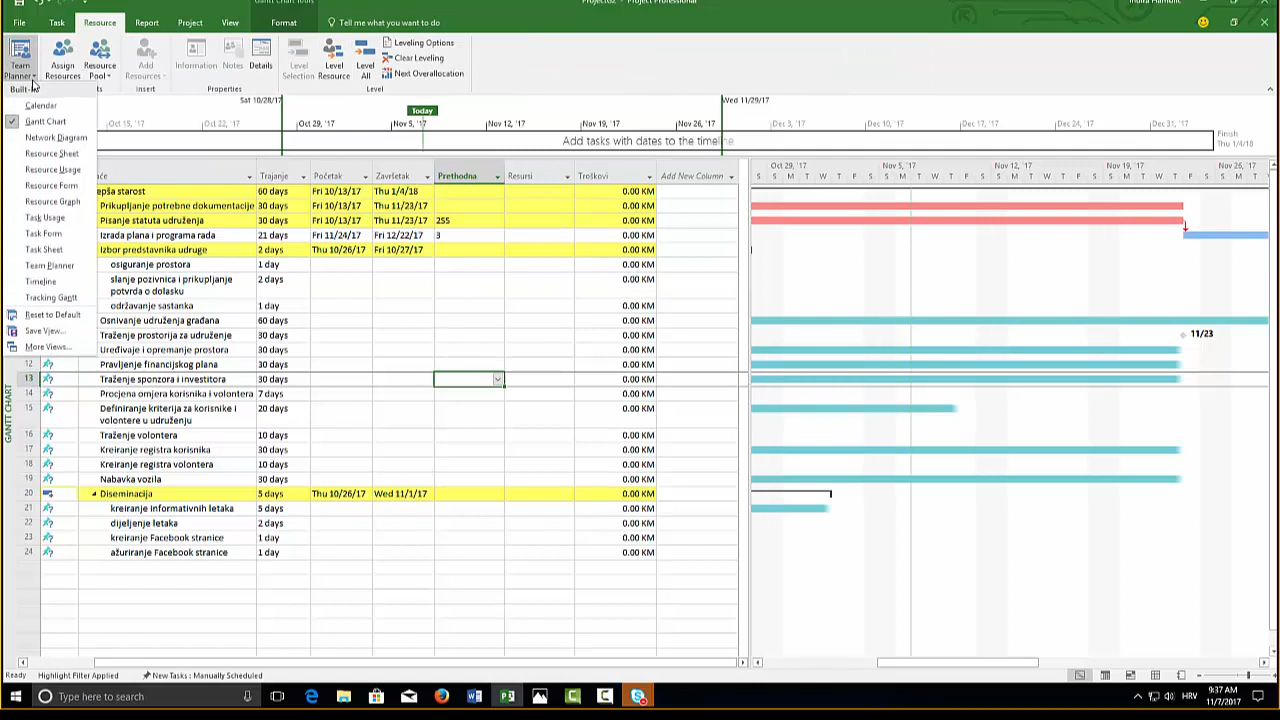 Project02 - Project Professional
File
Task
Resource
Report
Project
View
Format
Tell me what you want to do
Team Planner
Assign Resources
Resource Pool
Add Resources
Information
Notes
Details
Level Selection
Level Resource
Level All
Leveling Options
Clear Leveling
Next Overallocation
Insert
Properties
Level
Calendar
Gantt Chart
Network Diagram
Resource Sheet
Resource Usage
Resource Form
Resource Graph
Task Usage
Task Form
Task Sheet
Team Planner
Timeline
Tracking Gantt
Reset to Default
Save View...
More Views...
Sat 10/28/17
Wed 11/29/17
Today
Oct 15, '17 Oct 22, '17 Oct 29, '17 Nov 5, '17 Nov 12, '17 Nov 26, '17 Dec 3, '17 Dec 10, '17 Dec 17, '17 Dec 24, '17 Dec 31, '17
Add tasks with dates to the timeline
Finish
Thu 1/4/18
Trajanje Početak Završetak Prethodna Resursi Troškovi Add New Column
Oct 29, '17 Nov 5, '17 Nov 12, '17 Nov 19, '17 Nov 26, '17
S S M T W T F S S M T W T F S S M T W T F S S M T W T F S S M T
epša starost 60 days Fri 10/13/17 Thu 1/4/18 0.00 KM
Prikupljanje potrebne dokumentacije 30 days Fri 10/13/17 Thu 11/23/17 0.00 KM
Pisanje statuta udruženja 30 days Fri 10/13/17 Thu 11/23/17 255 0.00 KM
Izrada plana i programa rada 21 days Fri 11/24/17 Fri 12/22/17 3 0.00 KM
Izbor predstavnika udruge 2 days Thu 10/26/17 Fri 10/27/17 0.00 KM
osiguranje prostora 1 day 0.00 KM
slanje pozivnica i prikupljanje 2 days 0.00 KM
potvrda o dolasku
održavanje sastanka 1 day 0.00 KM
Osnivanje udruženja građana 60 days 0.00 KM
Traženje prostorija za udruženje 30 days 0.00 KM 11/23
Uređivaje i opremanje prostora 30 days 0.00 KM
12 Pravljenje financijskog plana 30 days 0.00 KM
13 Traženje sponzora i investitora 30 days 0.00 KM
14 Procjena omjera korisnika i volontera 7 days 0.00 KM
15 Definiranje kriterija za korisnike i 20 days 0.00 KM
volontere u udruženju
16 Traženje volontera 10 days 0.00 KM
17 Kreiranje registra korisnika 30 days 0.00 KM
18 Kreiranje registra volontera 10 days 0.00 KM
19 Nabavka vozila 30 days 0.00 KM
20 Diseminacija 5 days Thu 10/26/17 Wed 11/1/17 0.00 KM
21 kreiranje informativnih letaka 5 days 0.00 KM
22 dijeljenje letaka 2 days 0.00 KM
23 kreiranje Facebook stranice 1 day 0.00 KM
24 ažuriranje Facebook stranice 1 day 0.00 KM
GANTT CHART
Ready Highlight Filter Applied New Tasks : Manually Scheduled
Type here to search
HRV
9:37 AM
11/7/2017